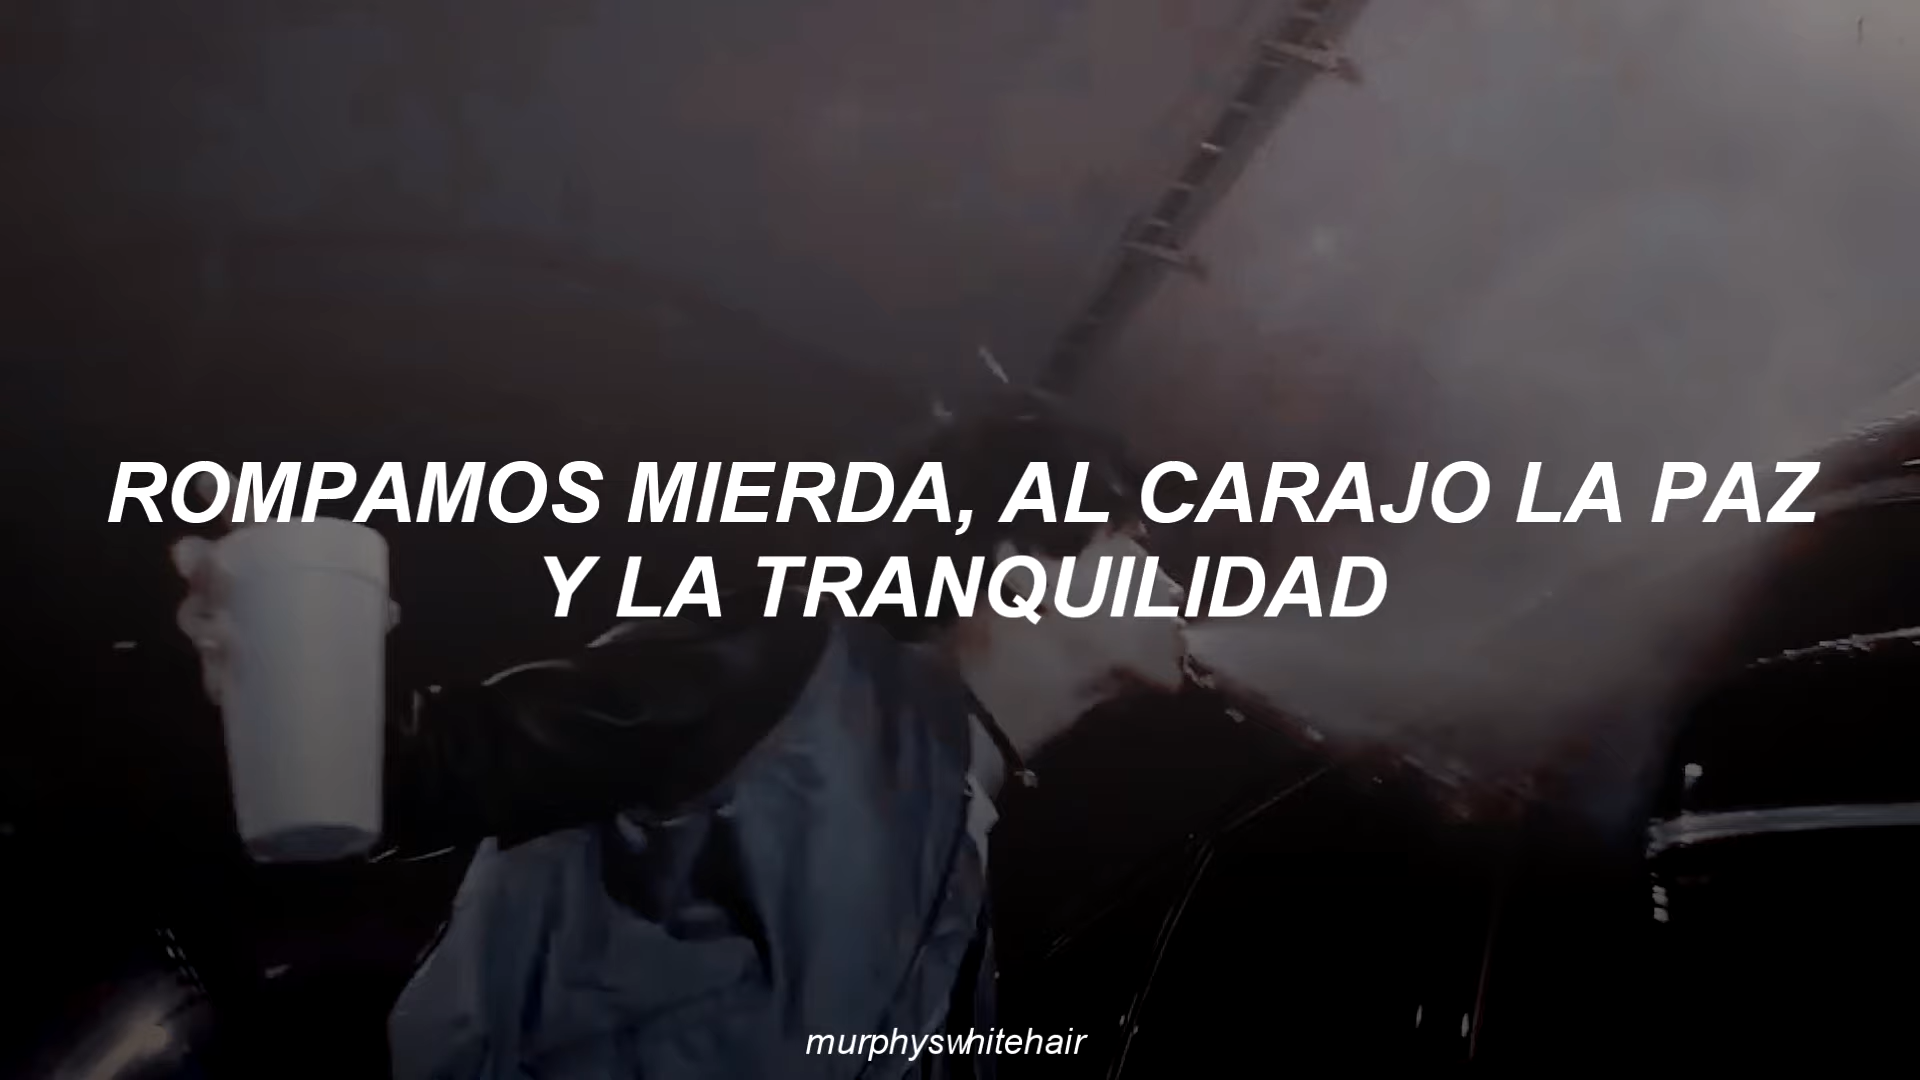 ROMPAMOS MIERDA, AL CARAJO LA PAZ
Y LA TRANQUILIDAD
murphyswhitehair